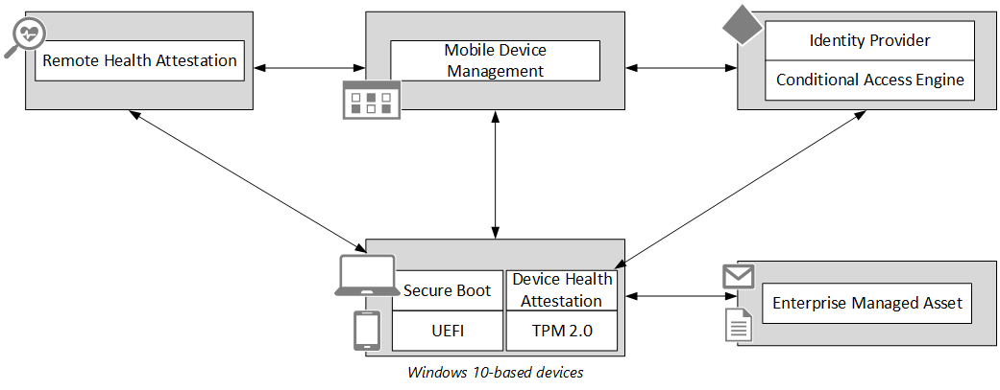 Remote Health Attestation
Mobile Device
Management
Identity Provider
Conditional Access Engine
Secure Boot
Device Health
Attestation
UEFI
TPM 2.0
Enterprise Managed Asset
Windows 10-based devices